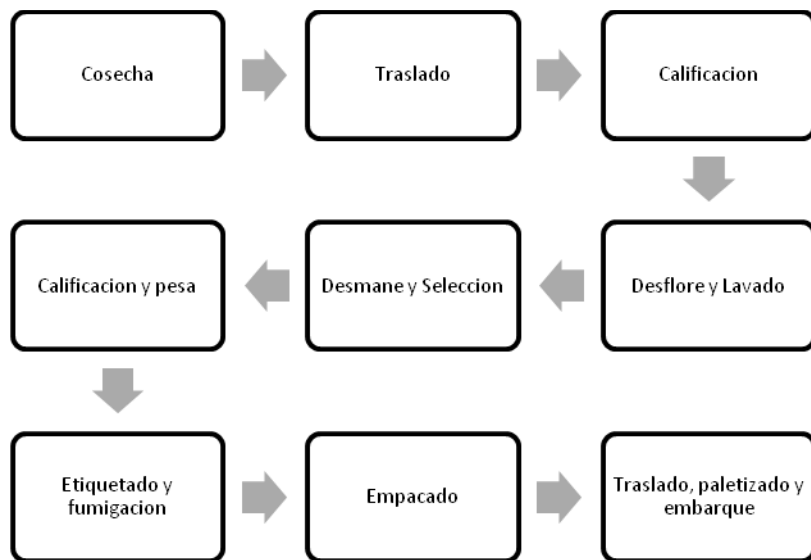 Cosecha
Traslado
Calificacion
Desflore y Lavado
Desmane y Seleccion
Calificacion y pesa
Etiquetado y
fumigacion
Empacado
Traslado, paletizado y
embarque